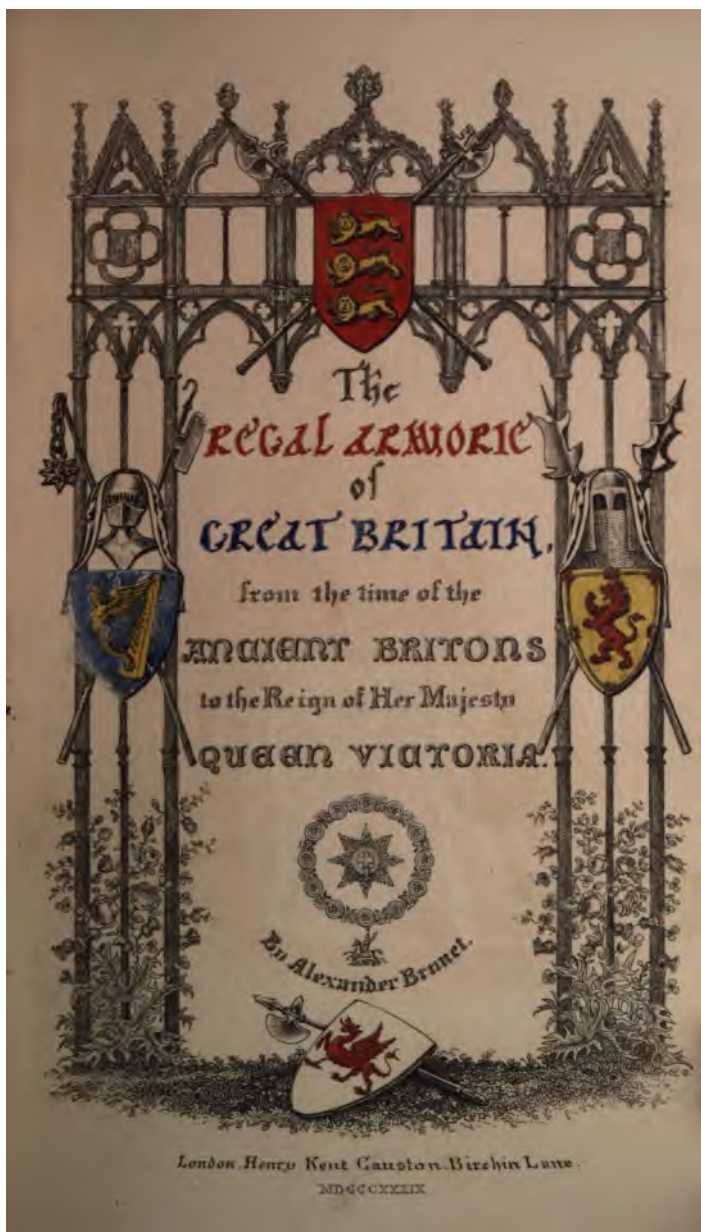 The
REGAL ARMORIE
of
GREAT BRITAIN,
from the time of the
ANCIENT BRITONS
to the Reign of Her Majesty
QUEEN VICTORIA.
By Alexander Brunet.
London. Henry Kent Causton. Birchin Lane.
MDCCCXXXIX